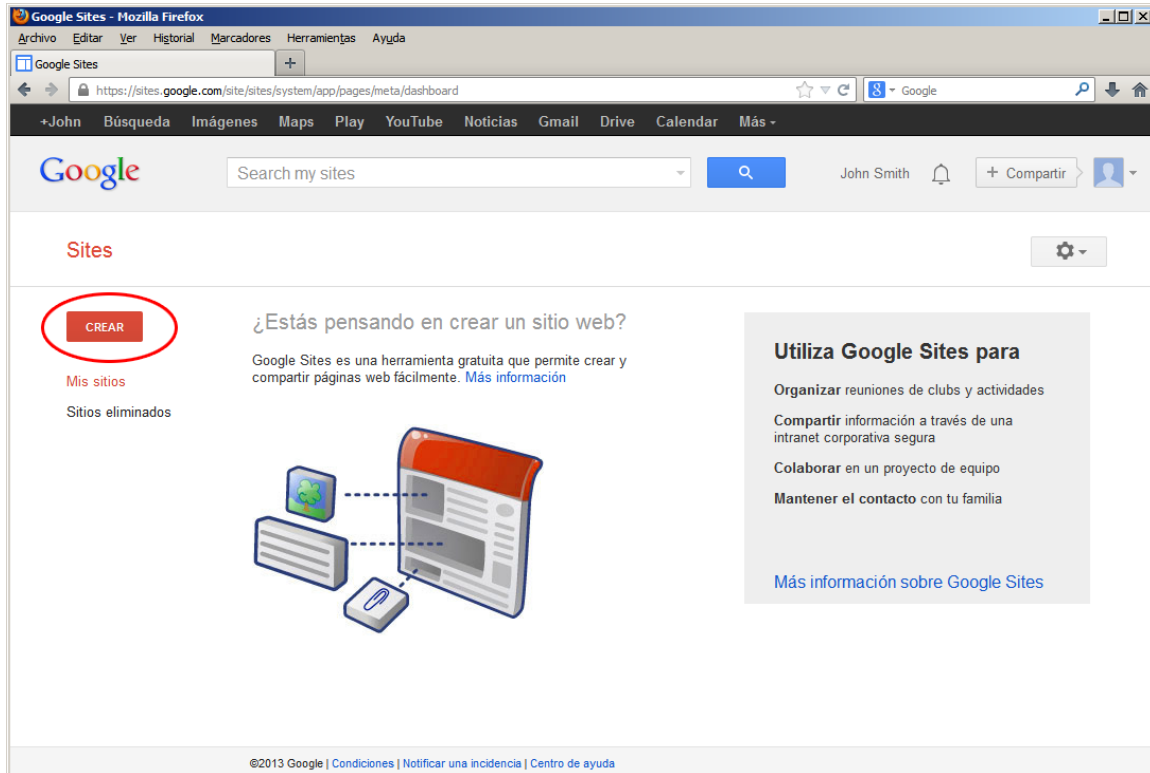 Google Sites - Mozilla Firefox
Archivo Editar Ver Historial Marcadores Herramientas Ayuda
Google Sites
https://sites.google.com/site/sites/system/app/pages/meta/dashboard
Google
+John Búsqueda Imágenes Maps Play YouTube Noticias Gmail Drive Calendar Más
Google
Search my sites
John Smith
+ Compartir
Sites
CREAR
Mis sitios
Sitios eliminados
¿Estás pensando en crear un sitio web?
Google Sites es una herramienta gratuita que permite crear y
compartir páginas web fácilmente. Más información
Utiliza Google Sites para
Organizar reuniones de clubs y actividades
Compartir información a través de una
intranet corporativa segura
Colaborar en un proyecto de equipo
Mantener el contacto con tu familia
Más información sobre Google Sites
©2013 Google | Condiciones | Notificar una incidencia | Centro de ayuda